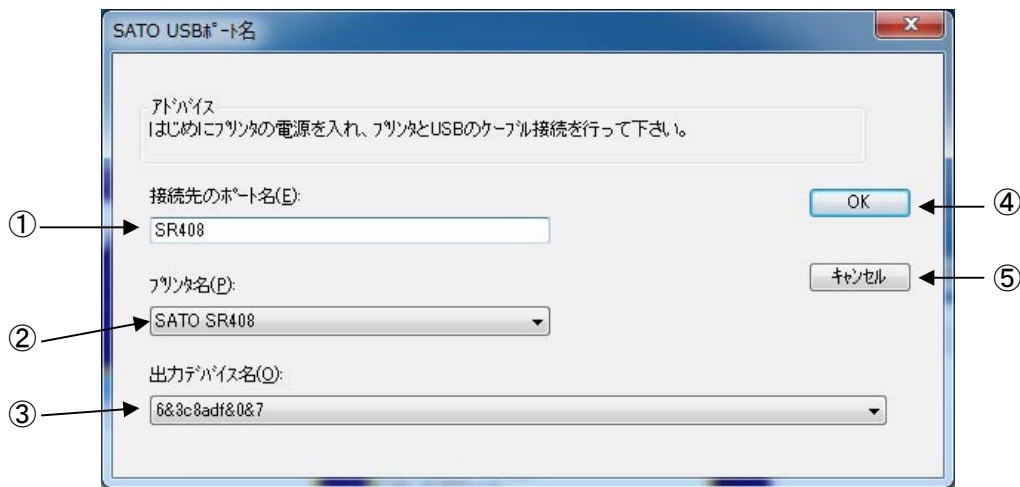 SATO USBﾎﾟｰﾄ名
ｱﾄﾞﾊﾞｲｽ
はじめにﾌﾟﾘﾝﾀの電源を入れ、ﾌﾟﾘﾝﾀとUSBのｹｰﾌﾞﾙ接続を行って下さい。
接続先のﾎﾟｰﾄ名(E):
① SR408
OK ④
ｷｬﾝｾﾙ ⑤
ﾌﾟﾘﾝﾀ名(P):
② SATO SR408
出力ﾃﾞﾊﾞｲｽ名(O):
③ 6&3c8adf&0&7